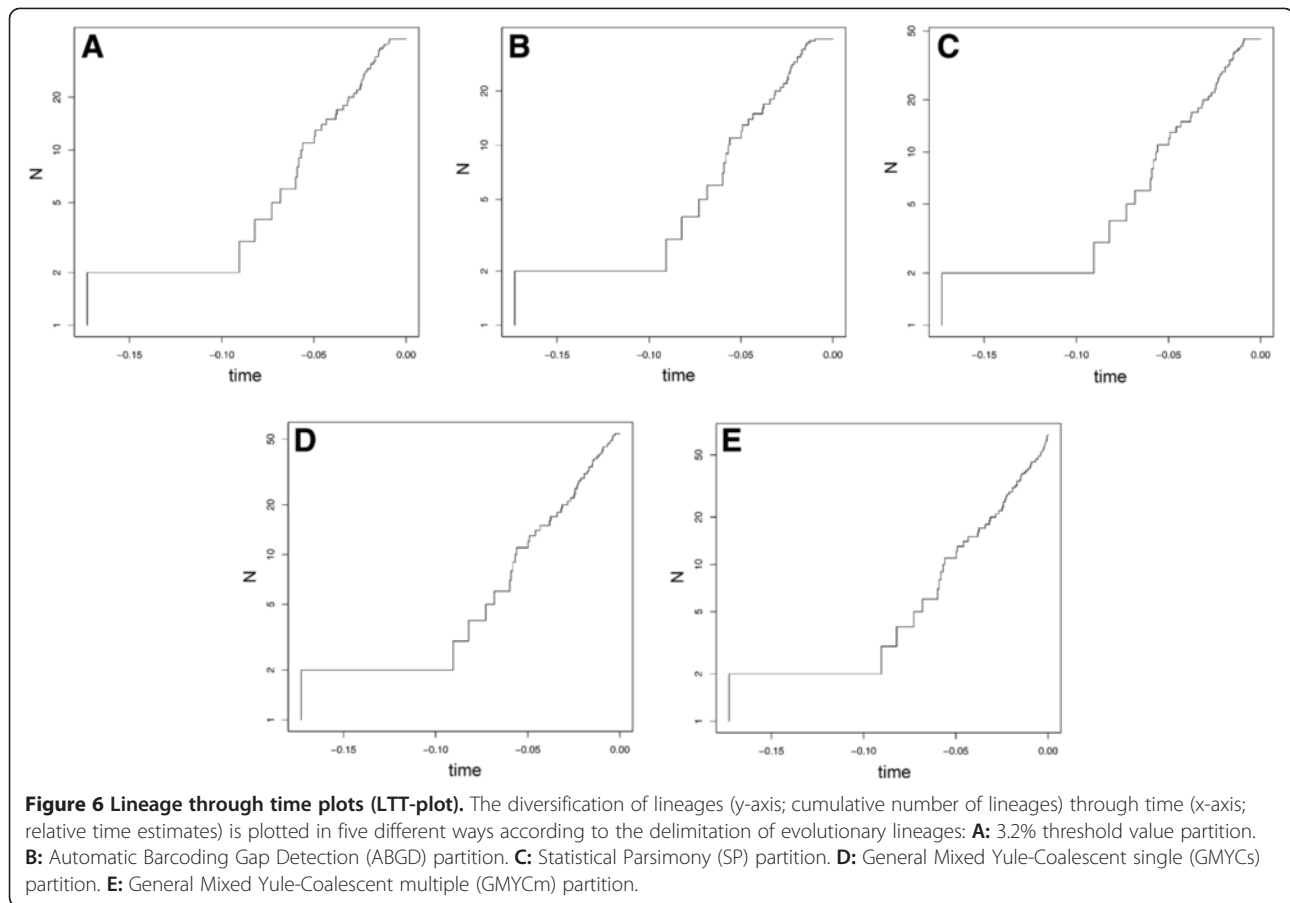 A
B
C
20
10
5
2
1
N
-0.15
-0.10
-0.05
0.00
time
20
10
5
2
1
N
-0.15
-0.10
-0.05
0.00
time
50
20
10
5
2
1
N
-0.15
-0.10
-0.05
0.00
time
D
E
50
20
10
5
2
1
N
-0.15
-0.10
-0.05
0.00
time
50
20
10
5
2
1
N
-0.15
-0.10
-0.05
0.00
time
Figure 6 Lineage through time plots (LTT-plot). The diversification of lineages (y-axis; cumulative number of lineages) through time (x-axis;
relative time estimates) is plotted in five different ways according to the delimitation of evolutionary lineages: A: 3.2% threshold value partition.
B: Automatic Barcoding Gap Detection (ABGD) partition. C: Statistical Parsimony (SP) partition. D: General Mixed Yule-Coalescent single (GMYCs)
partition. E: General Mixed Yule-Coalescent multiple (GMYCm) partition.